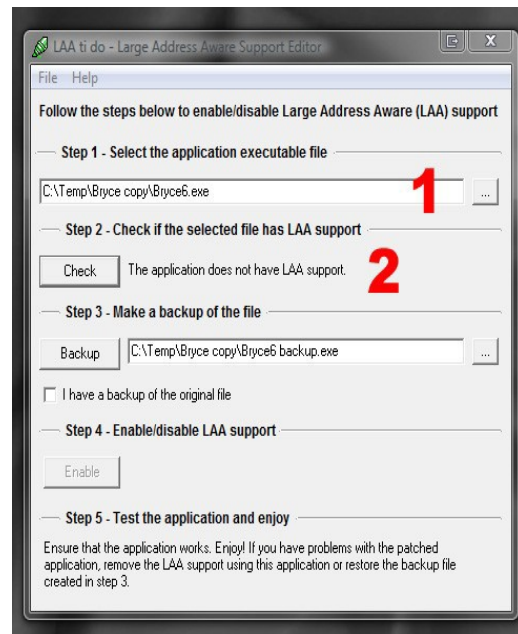 LAA ti do - Large Address Aware Support Editor
X
File Help
Follow the steps below to enable/disable Large Address Aware (LAA) support
Step 1 - Select the application executable file
C:\Temp\Bryce copy\Bryce6.exe
...
1
Step 2 - Check if the selected file has LAA support
Check
The application does not have LAA support.
2
Step 3 - Make a backup of the file
Backup
C:\Temp\Bryce copy\Bryce6 backup.exe
...
I have a backup of the original file
Step 4 - Enable/disable LAA support
Enable
Step 5 - Test the application and enjoy
Ensure that the application works. Enjoy! If you have problems with the patched
application, remove the LAA support using this application or restore the backup file
created in step 3.